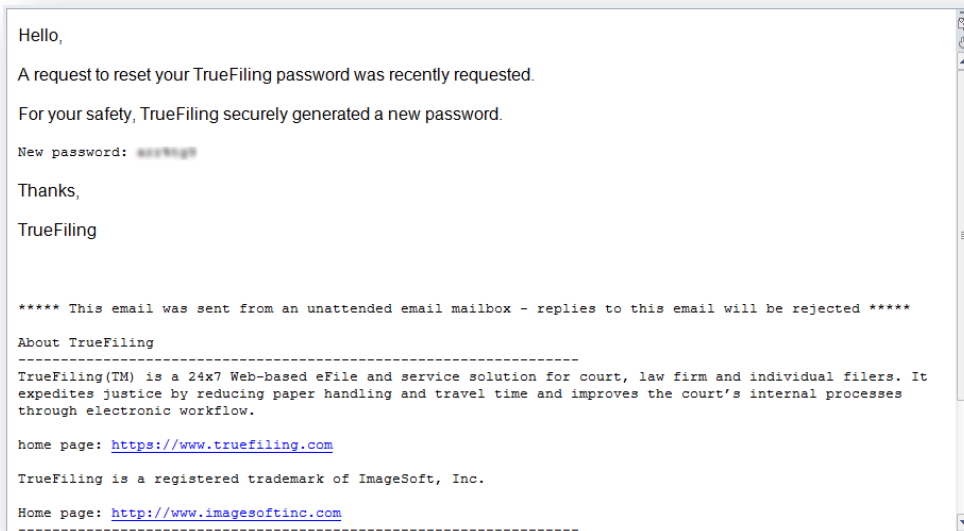 Hello,
A request to reset your TrueFiling password was recently requested.
For your safety, TrueFiling securely generated a new password.
New password:
Thanks,
TrueFiling
***** This email was sent from an unattended email mailbox - replies to this email will be rejected *****
About TrueFiling
------------------------------------------------------------------
TrueFiling(TM) is a 24x7 Web-based eFile and service solution for court, law firm and individual filers. It
expedites justice by reducing paper handling and travel time and improves the court's internal processes
through electronic workflow.
home page: https://www.truefiling.com
TrueFiling is a registered trademark of ImageSoft, Inc.
Home page: http://www.imagesoftinc.com
------------------------------------------------------------------